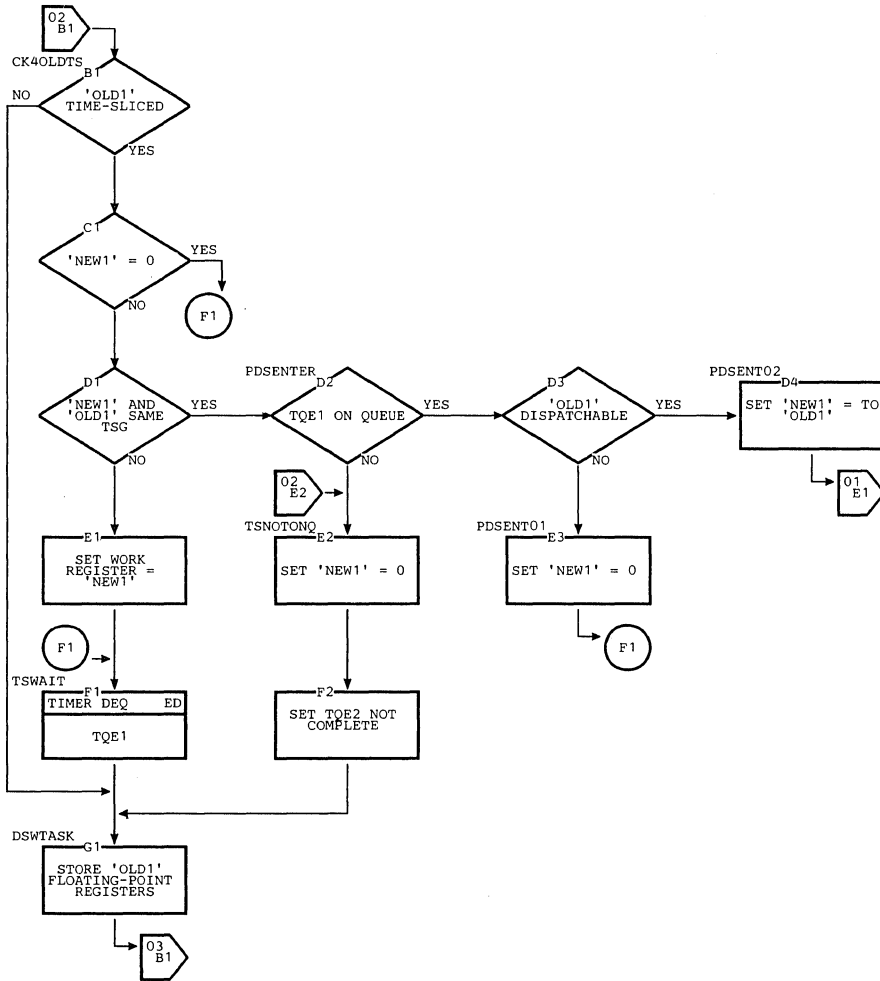 02
B1
CK4OLDTS
B1
'OLD1'
TIME-SLICED
NO
YES
C1
'NEW1' = 0
YES
F1
NO
D1
'NEW1' AND
'OLD1' SAME
TSG
YES
NO
PDSENTER
D2
TQE1 ON QUEUE
YES
NO
D3
'OLD1'
DISPATCHABLE
YES
NO
PDSENT02
D4
SET 'NEW1' = TO
'OLD1'
01
E1
E1
SET WORK
REGISTER =
'NEW1'
02
E2
TSNOTONQ
E2
SET 'NEW1' = 0
PDSENT01
E3
SET 'NEW1' = 0
F1
F1
TSWAIT
F1
TIMER DEQ ED
TQE1
F2
SET TQE2 NOT
COMPLETE
DSWTASK
G1
STORE 'OLD1'
FLOATING-POINT
REGISTERS
03
B1